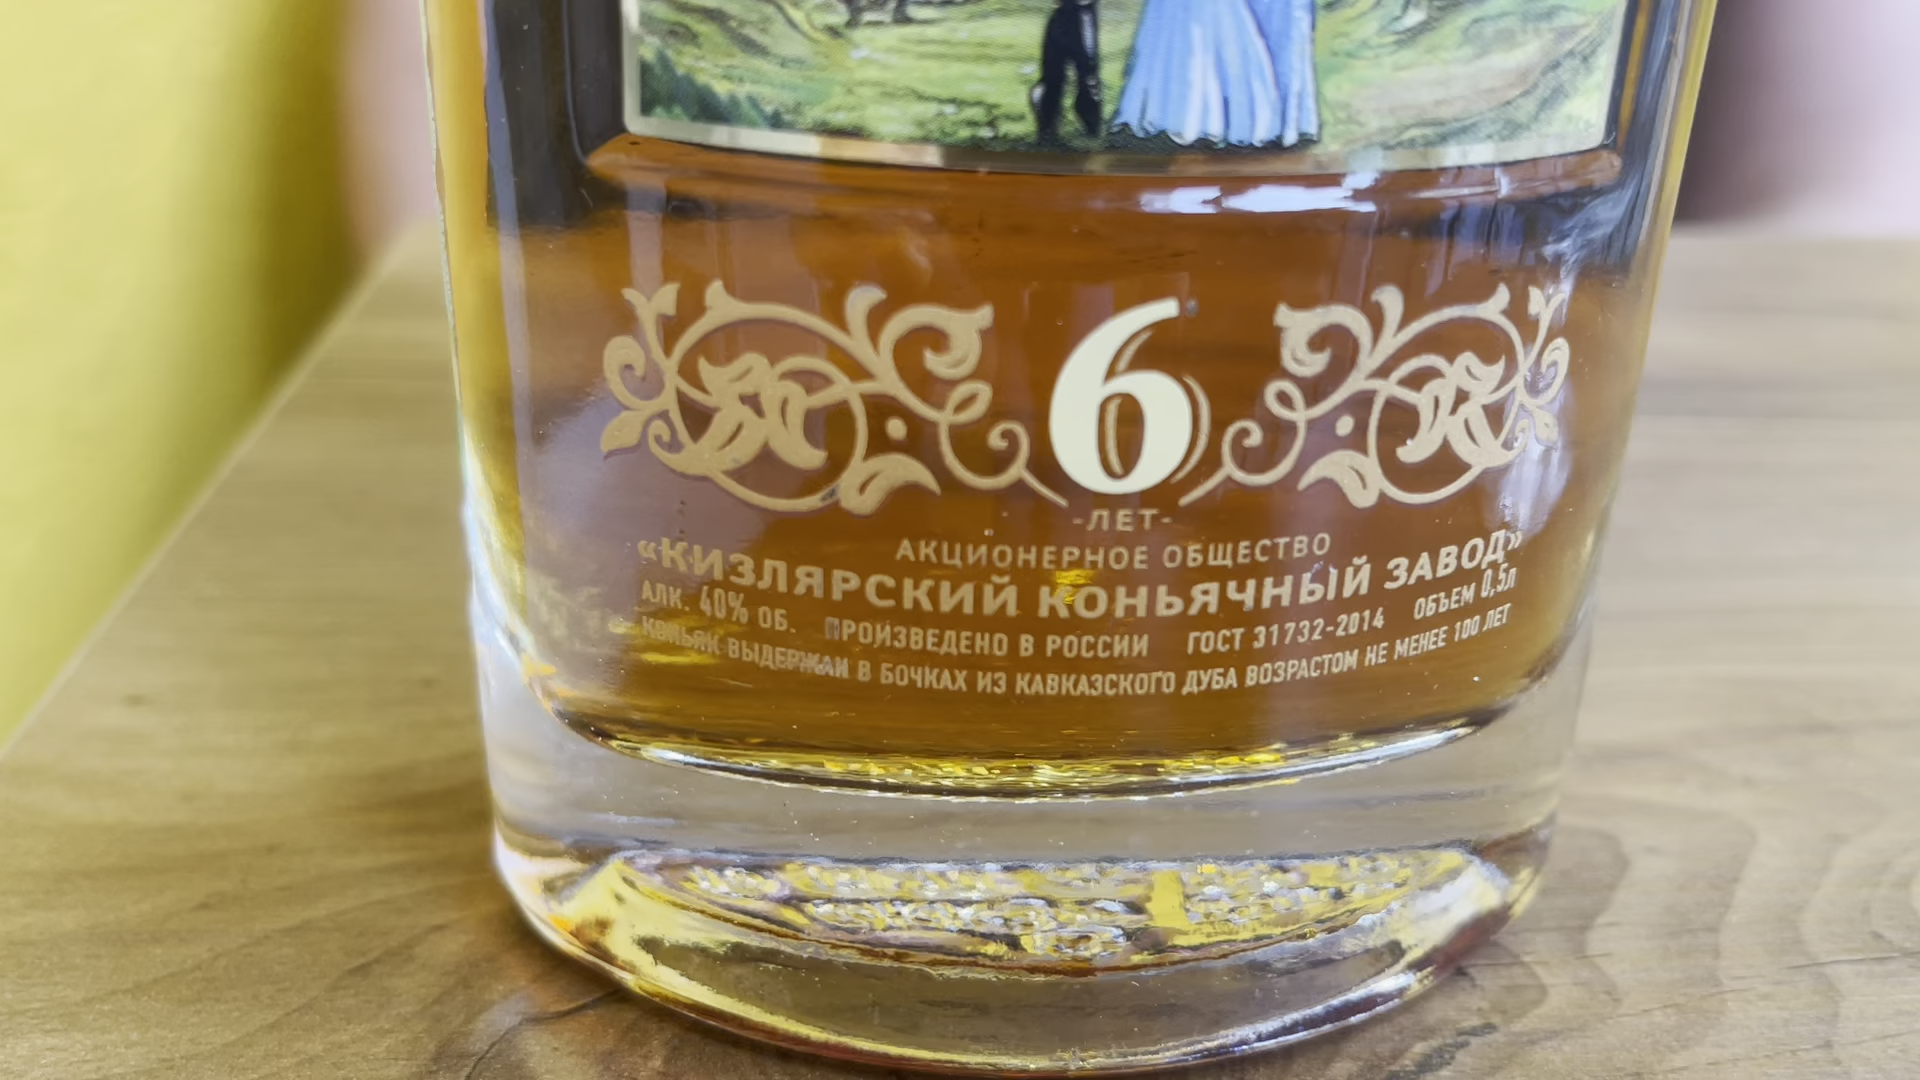 6
-ЛЕТ-
АКЦИОНЕРНОЕ ОБЩЕСТВО
«КИЗЛЯРСКИЙ КОНЬЯЧНЫЙ ЗАВОД»
АЛК. 40% ОБ. ПРОИЗВЕДЕНО В РОССИИ ГОСТ 31732-2014 ОБЪЕМ 0,5л
КОНЬЯК ВЫДЕРЖАН В БОЧКАХ ИЗ КАВКАЗСКОГО ДУБА ВОЗРАСТОМ НЕ МЕНЕЕ 100 ЛЕТ